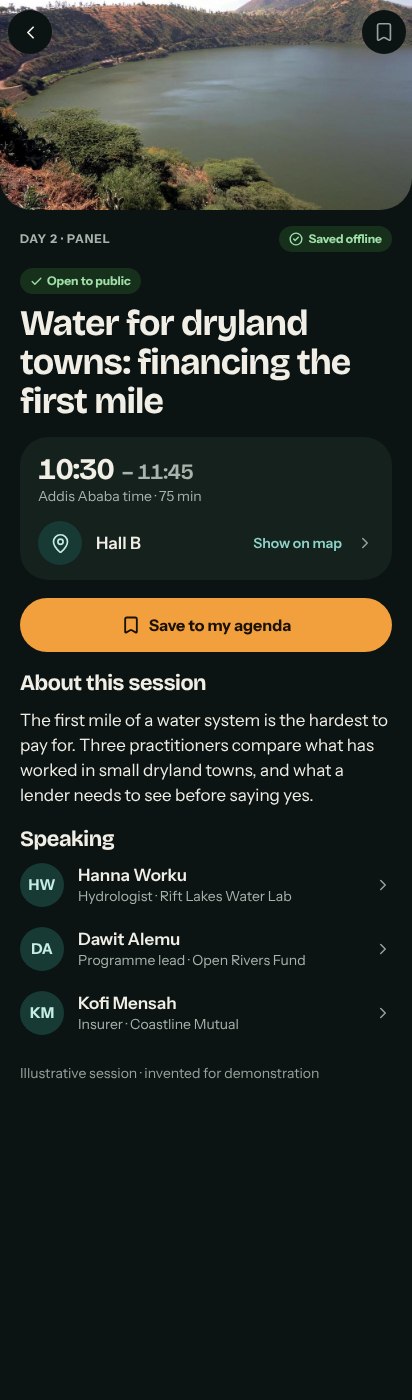 DAY 2 · PANEL
Saved offline
Open to public
Water for dryland
towns: financing the
first mile
10:30 – 11:45
Addis Ababa time · 75 min
Hall B
Show on map
Save to my agenda
About this session
The first mile of a water system is the hardest to
pay for. Three practitioners compare what has
worked in small dryland towns, and what a
lender needs to see before saying yes.
Speaking
HW
Hanna Worku
Hydrologist · Rift Lakes Water Lab
DA
Dawit Alemu
Programme lead · Open Rivers Fund
KM
Kofi Mensah
Insurer · Coastline Mutual
Illustrative session · invented for demonstration